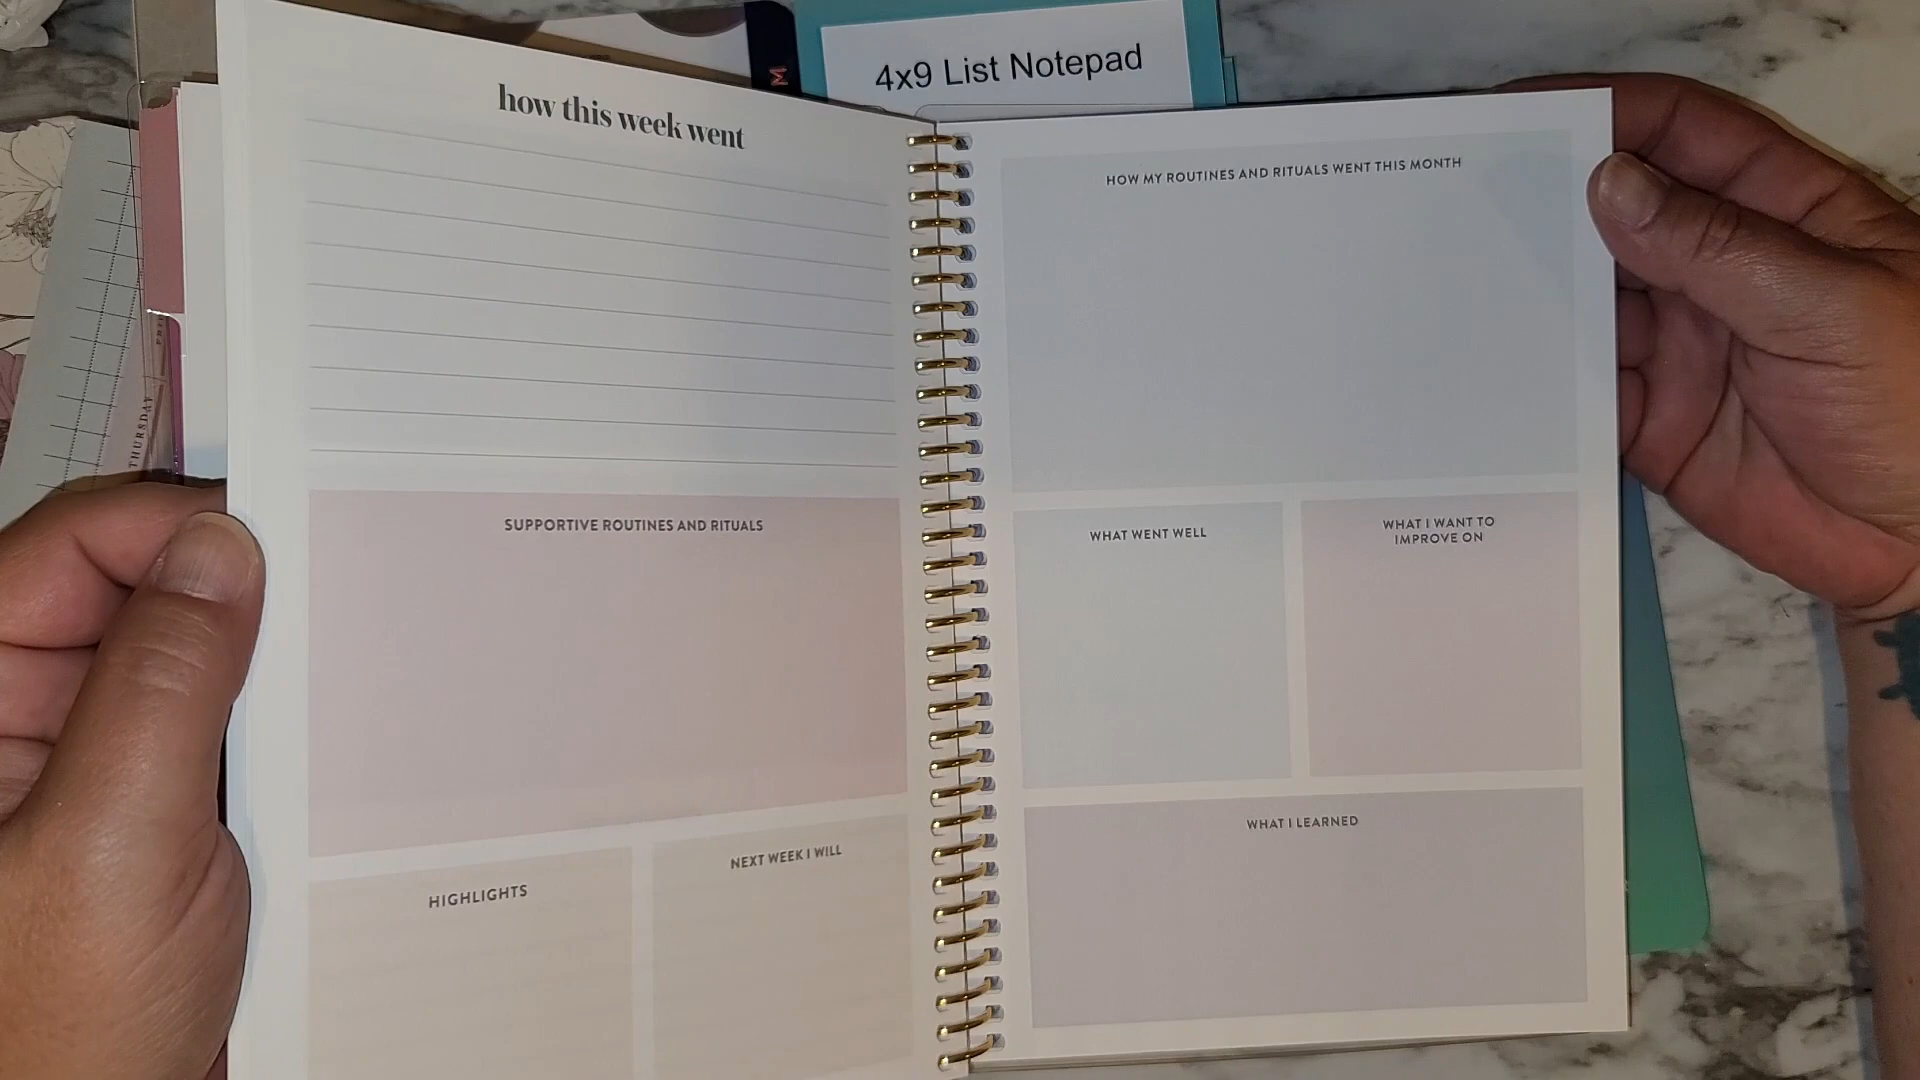 4x9 List Notepad
M
how this week went
SUPPORTIVE ROUTINES AND RITUALS
HIGHLIGHTS
NEXT WEEK I WILL
HOW MY ROUTINES AND RITUALS WENT THIS MONTH
WHAT WENT WELL
WHAT I WANT TO
IMPROVE ON
WHAT I LEARNED
THURSDAY